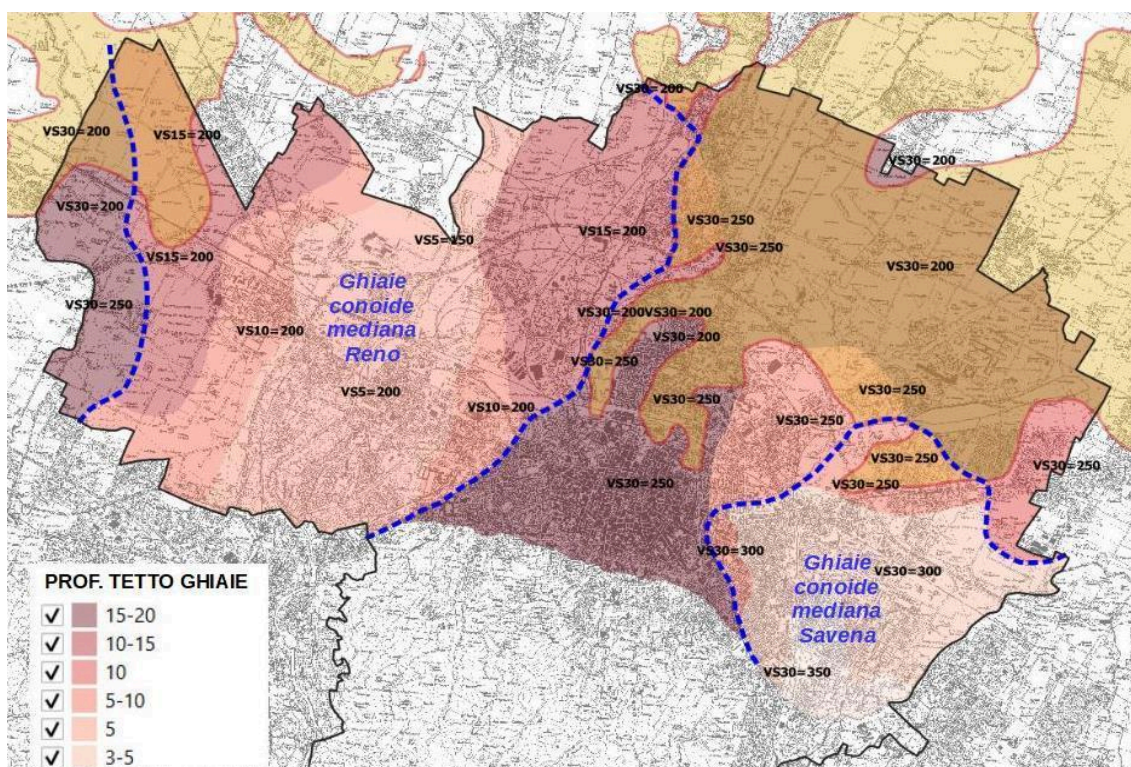 VS30=200
VS30=200
VS15=200
VS30=200
VS30=200
VS30=250
VS5=150
VS15=200
VS30=250
VS15=200
VS30=200
Ghiaie
conoide
mediana
Reno
VS30=250
VS30=200VS30=200
VS10=200
VS30=200
VS30=250
VS5=200
VS30=250
VS30=250
VS10=200
VS30=250
VS30=250
VS30=250
VS30=250
VS30=250
VS30=300
Ghiaie
conoide
mediana
Savena
VS30=300
VS30=350
PROF. TETTO GHIAIE
15-20
10-15
10
5-10
5
3-5